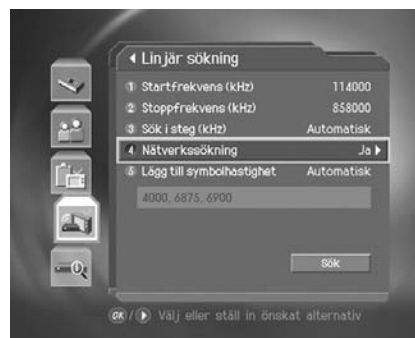 Linjär sökning
1 Startfrekvens (kHz) 114000
2 Stoppfrekvens (kHz) 858000
3 Sök i steg (kHz) Automatisk
4 Nätverkssökning Ja
5 Lägg till symbolhastighet Automatisk
4000, 6875, 6900
Sök
OK / Välj eller ställ in önskat alternativ